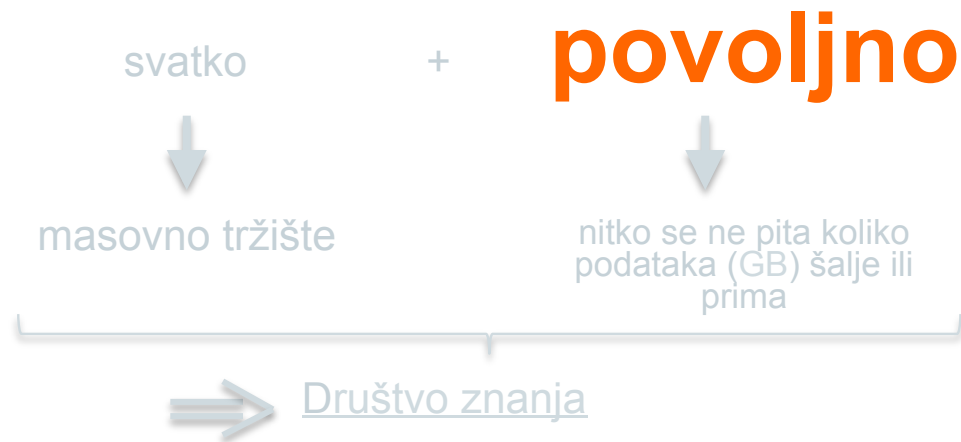 svatko + povoljno
masovno tržište
nitko se ne pita koliko
podataka (GB) šalje ili
prima
Društvo znanja